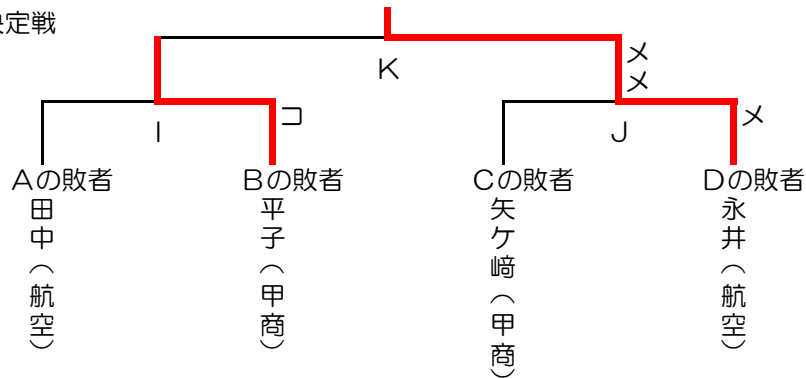 決定戦
K
メ
メ
I
コ
J
メ
Aの敗者
Bの敗者
Cの敗者
Dの敗者
田中(航空)
平子(甲商)
矢ケ﨑(甲商)
永井(航空)